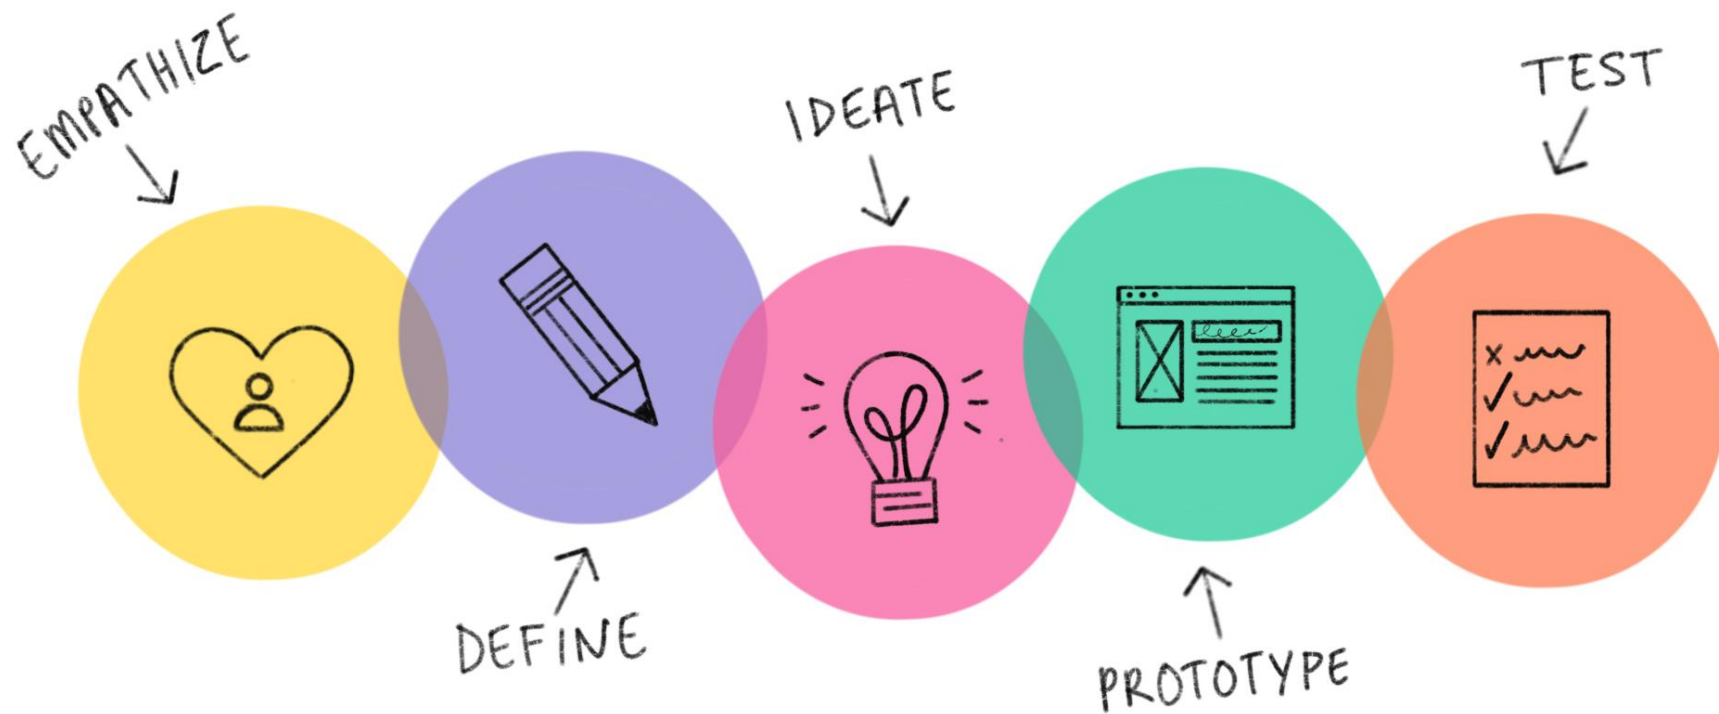 EMPATHIZE
DEFINE
IDEATE
PROTOTYPE
TEST